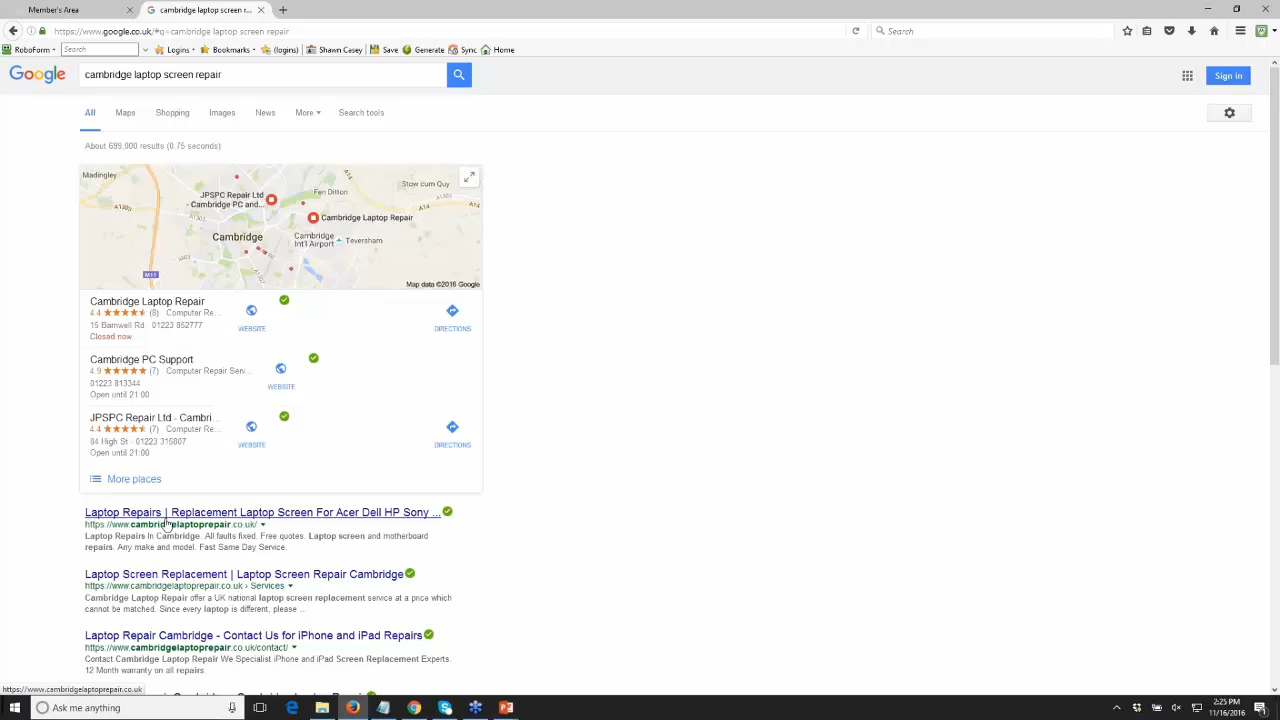 Member's Area
cambridge laptop screen r...
https://www.google.co.uk/#q=cambridge laptop screen repair
Search
RoboForm
Search
Logins
Bookmarks
(logins)
Shawn Casey
Save
Generate
Sync
Home
Google
cambridge laptop screen repair
Sign in
All
Maps
Shopping
Images
News
More
Search tools
About 699,000 results (0.75 seconds)
Madingley
Stow cum Quy
Fen Ditton
A1303
A14
A14
JPSPC Repair Ltd
- Cambridge PC and...
Cambridge Laptop Repair
Cambridge
Cambridge
Int'l Airport
Teversham
M11
Map data ©2016 Google
Cambridge Laptop Repair
4.4 (8) Computer Re...
15 Barnwell Rd · 01223 852777
Closed now
WEBSITE
DIRECTIONS
Cambridge PC Support
4.9 (7) Computer Repair Serv...
01223 813344
Open until 21:00
WEBSITE
JPSPC Repair Ltd - Cambri...
4.4 (7) Computer Re...
84 High St · 01223 315807
Open until 21:00
WEBSITE
DIRECTIONS
More places
Laptop Repairs | Replacement Laptop Screen For Acer Dell HP Sony ...
https://www.cambridgelaptoprepair.co.uk/
Laptop Repairs In Cambridge. All faults fixed. Free quotes. Laptop screen and motherboard
repairs. Any make and model. Fast Same Day Service.
Laptop Screen Replacement | Laptop Screen Repair Cambridge
https://www.cambridgelaptoprepair.co.uk › Services
Cambridge Laptop Repair offer a UK national laptop screen replacement service at a price which
cannot be matched. Since every laptop is different, please ...
Laptop Repair Cambridge - Contact Us for iPhone and iPad Repairs
https://www.cambridgelaptoprepair.co.uk/contact/
Contact Cambridge Laptop Repair We Specialist iPhone and iPad Screen Replacement Experts.
12 Month warranty on all repairs.
https://www.cambridgelaptoprepair.co.uk
Ask me anything
2:25 PM
11/16/2016